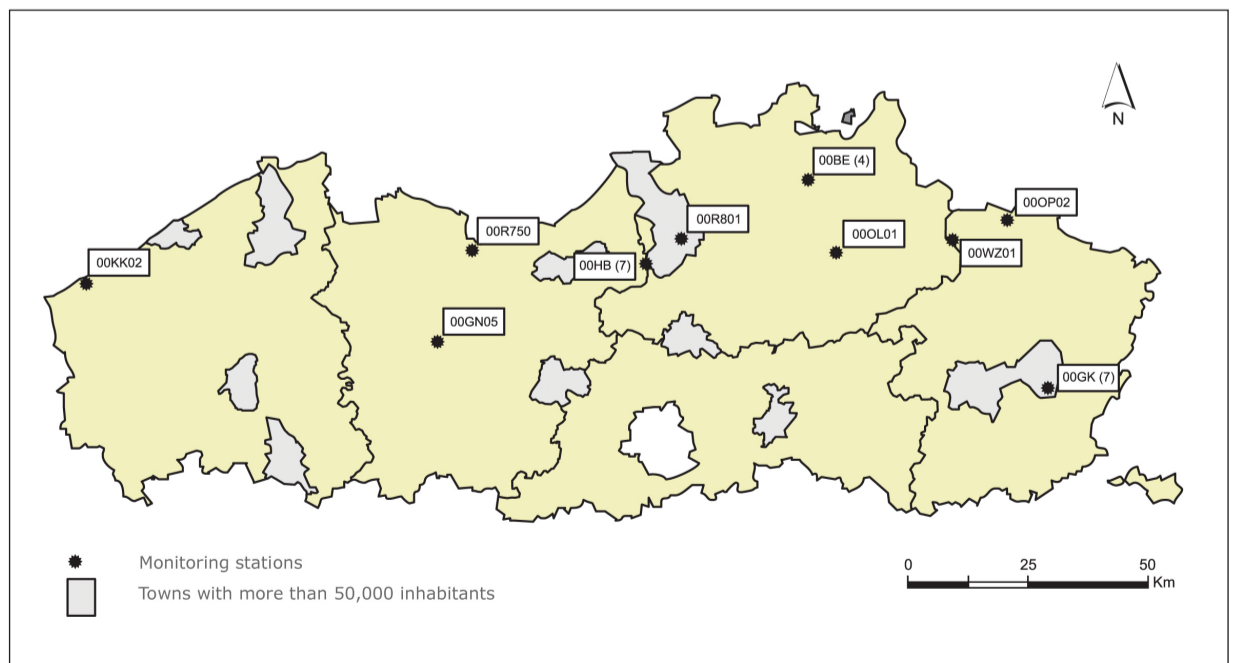 N
00BE (4)
00OP02
00R801
00R750
00OL01
00WZ01
00KK02
00HB (7)
00GN05
00GK (7)
Monitoring stations
Towns with more than 50,000 inhabitants
0 25 50
Km